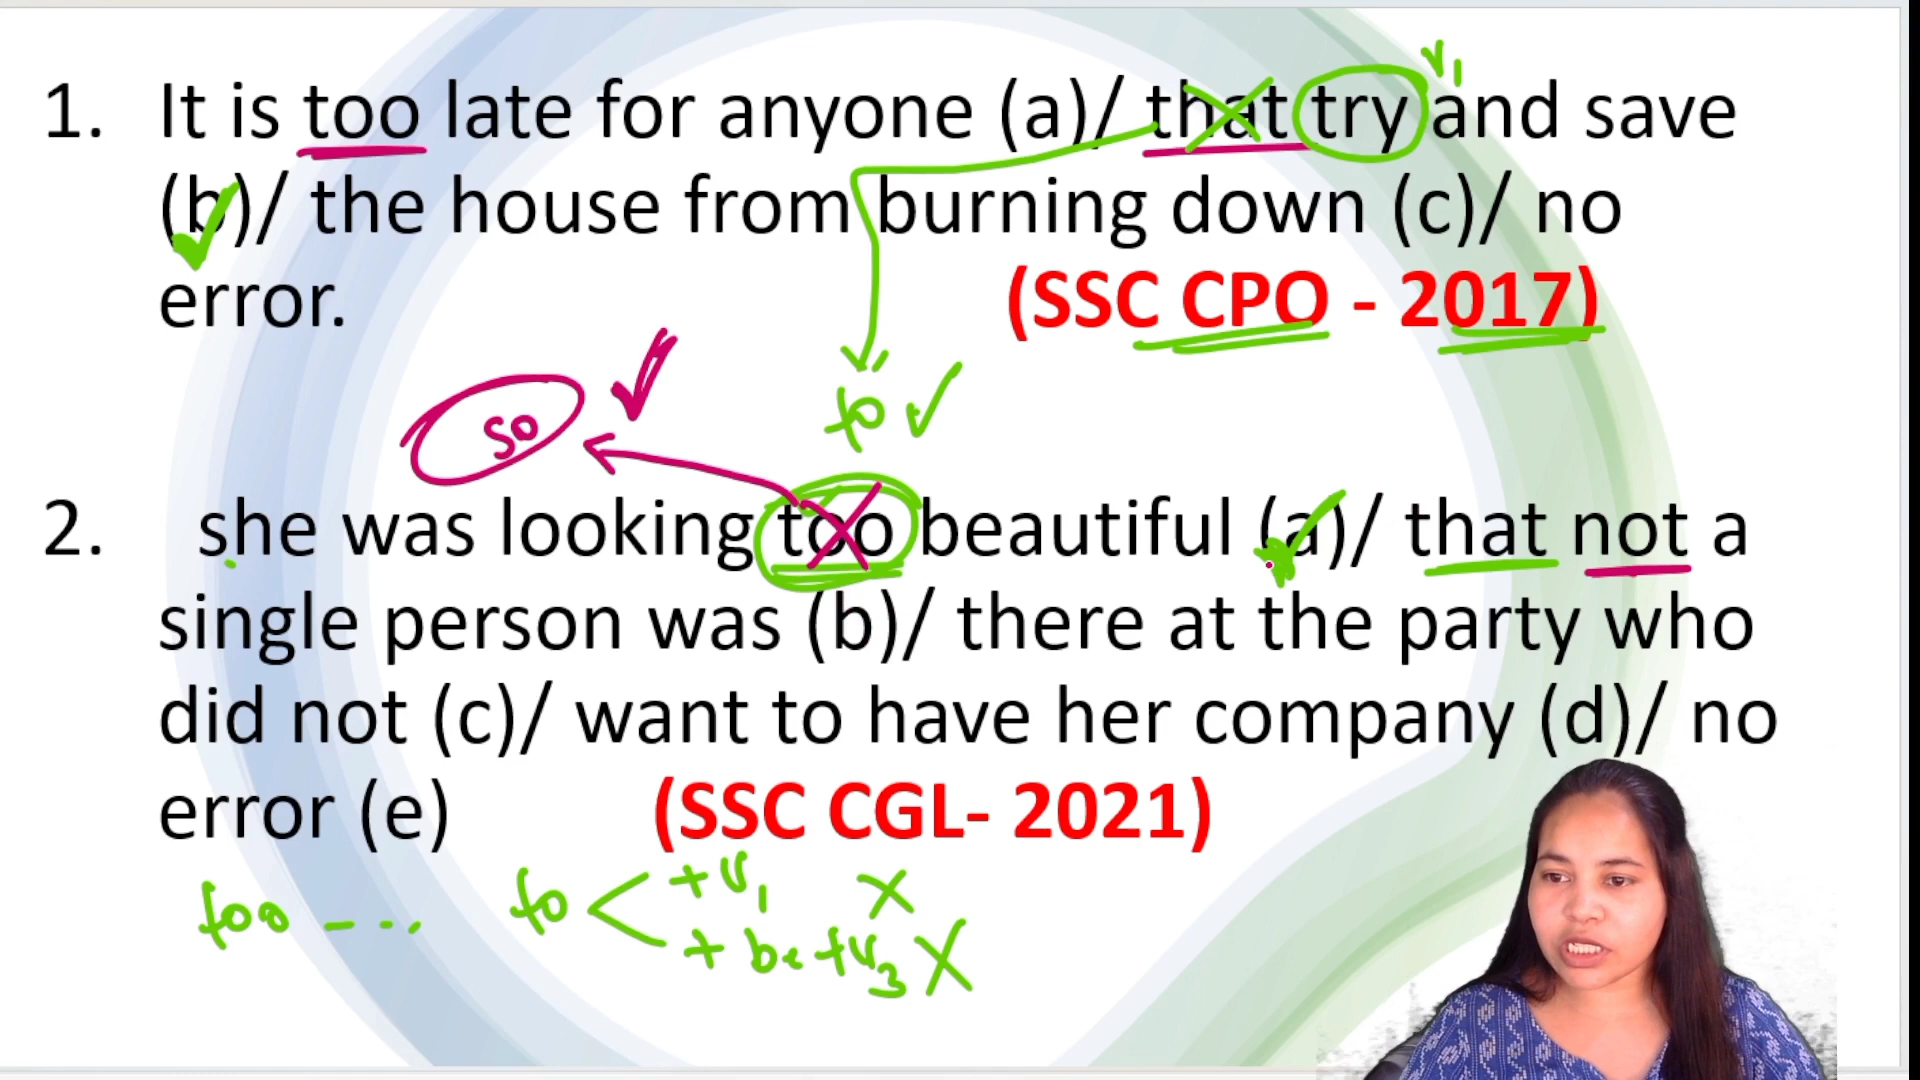 V1
1. It is too late for anyone (a)/ that try and save
(b)/ the house from burning down (c)/ no
error. (SSC CPO - 2017)
so
to
2. she was looking too beautiful (a)/ that not a
single person was (b)/ there at the party who
did not (c)/ want to have her company (d)/ no
error (e) (SSC CGL- 2021)
too --.. to < +V1 X
+ be +V3 X